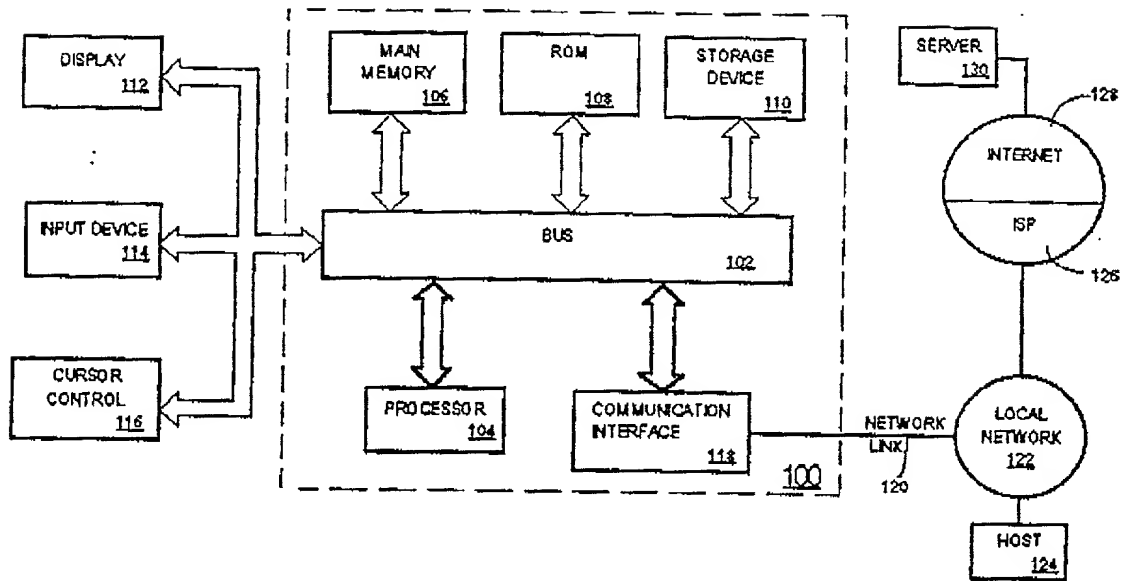 DISPLAY
112
INPUT DEVICE
114
CURSOR
CONTROL
116
MAIN
MEMORY
106
ROM
108
STORAGE
DEVICE
110
BUS
102
PROCESSOR
104
COMMUNICATION
INTERFACE
118
100
NETWORK
LINK
120
SERVER
130
128
INTERNET
ISP
126
LOCAL
NETWORK
122
HOST
124